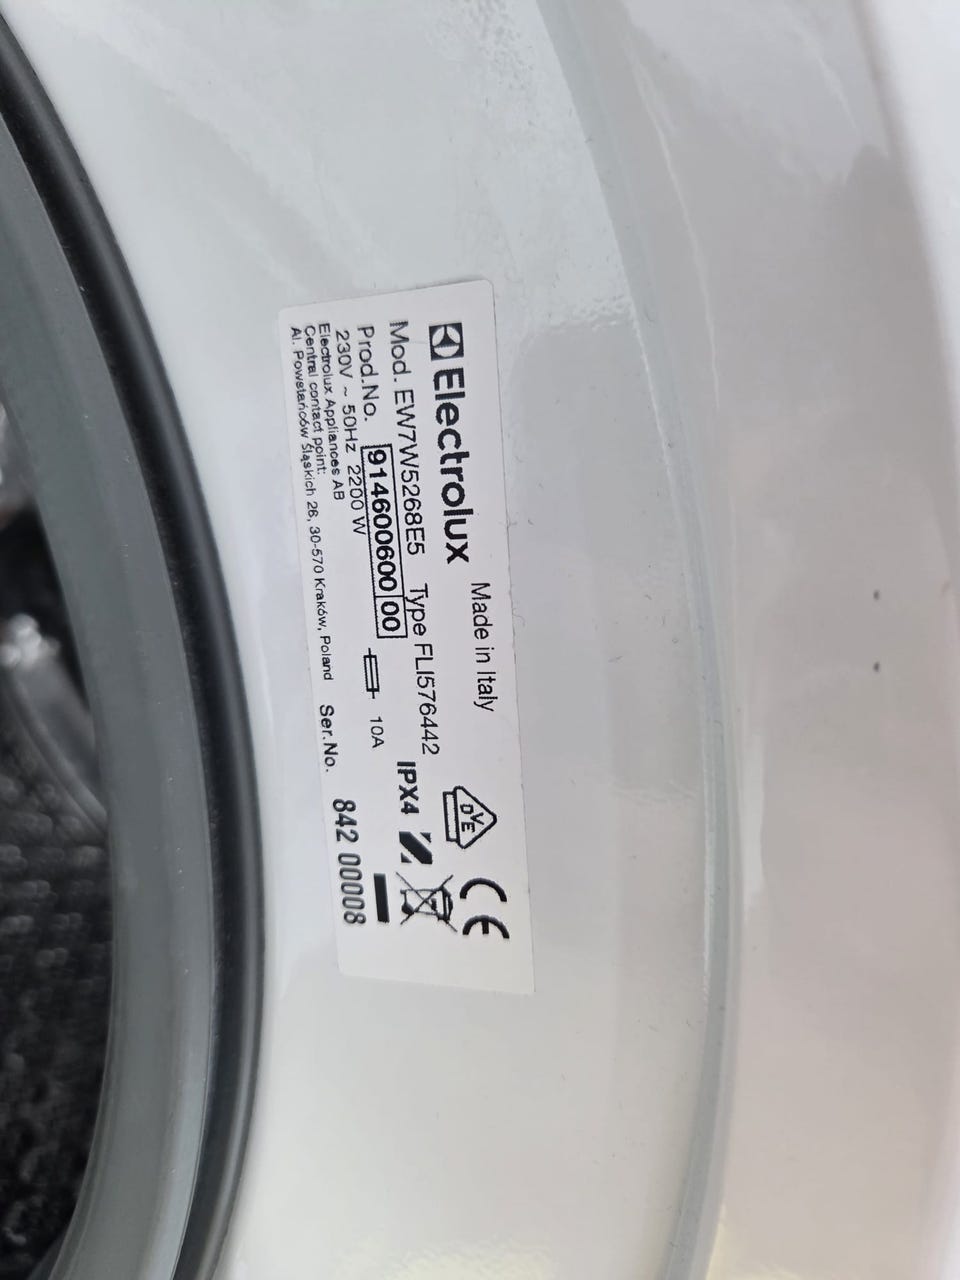 Electrolux Made in Italy
Mod. EW7W5268E5 Type FLI576442
Prod.No. 914600600 00 10A IPX4
230V ~ 50Hz 2200 W
Electrolux Appliances AB
Central contact point:
Al. Powstańców Śląskich 26, 30-570 Kraków, Poland
Ser.No. 842 00008
DVE
CE